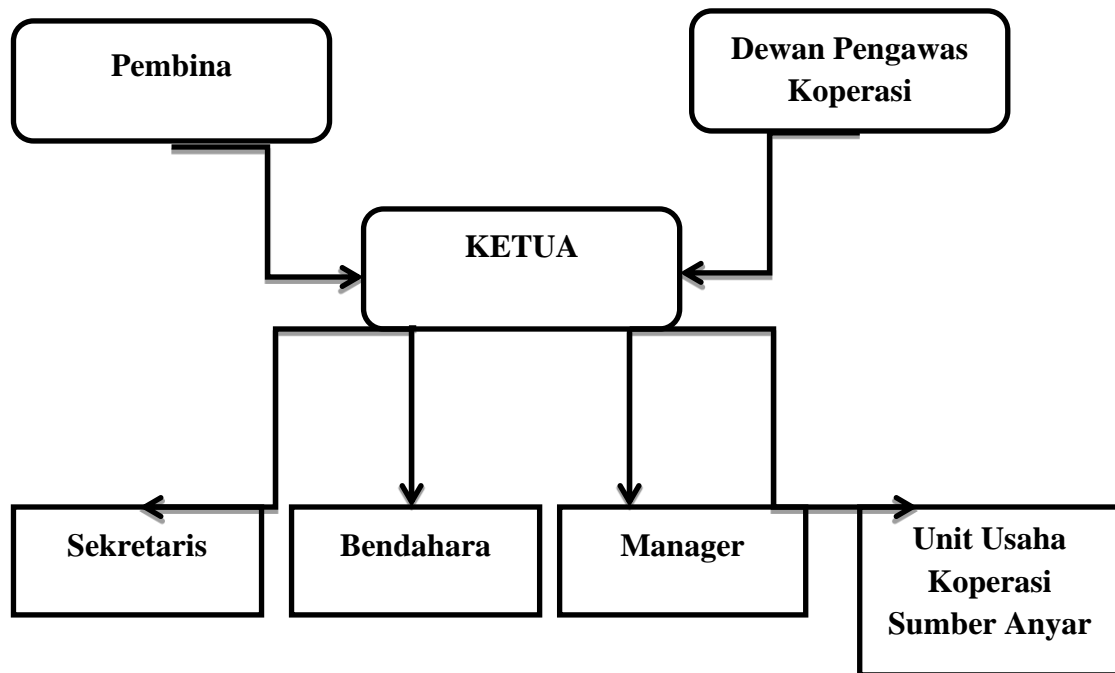 Pembina
Dewan Pengawas
Koperasi
KETUA
Sekretaris
Bendahara
Manager
Unit Usaha
Koperasi
Sumber Anyar